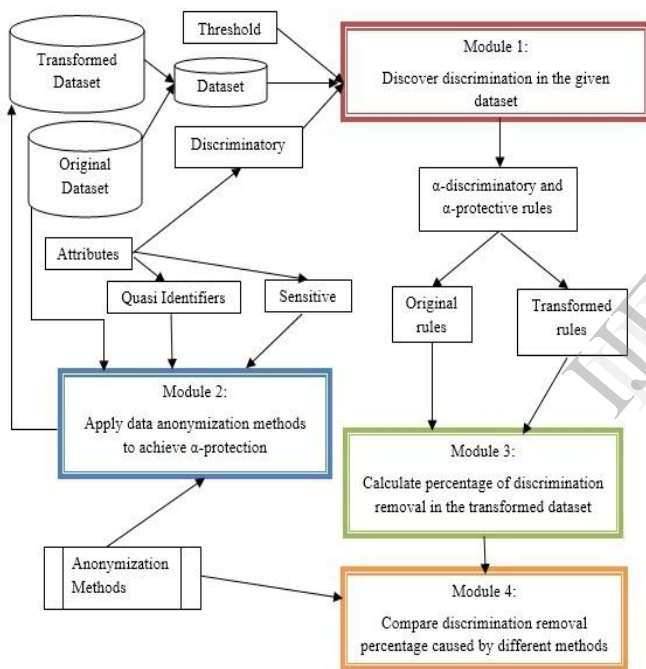 Transformed
Dataset
Threshold
Module 1:
Discover discrimination in the given
dataset
Dataset
Original
Dataset
Discriminatory
α-discriminatory and
α-protective rules
Attributes
Quasi Identifiers
Sensitive
Original
rules
Transformed
rules
Module 2:
Apply data anonymization methods
to achieve α-protection
Module 3:
Calculate percentage of discrimination
removal in the transformed dataset
Anonymization
Methods
Module 4:
Compare discrimination removal
percentage caused by different methods